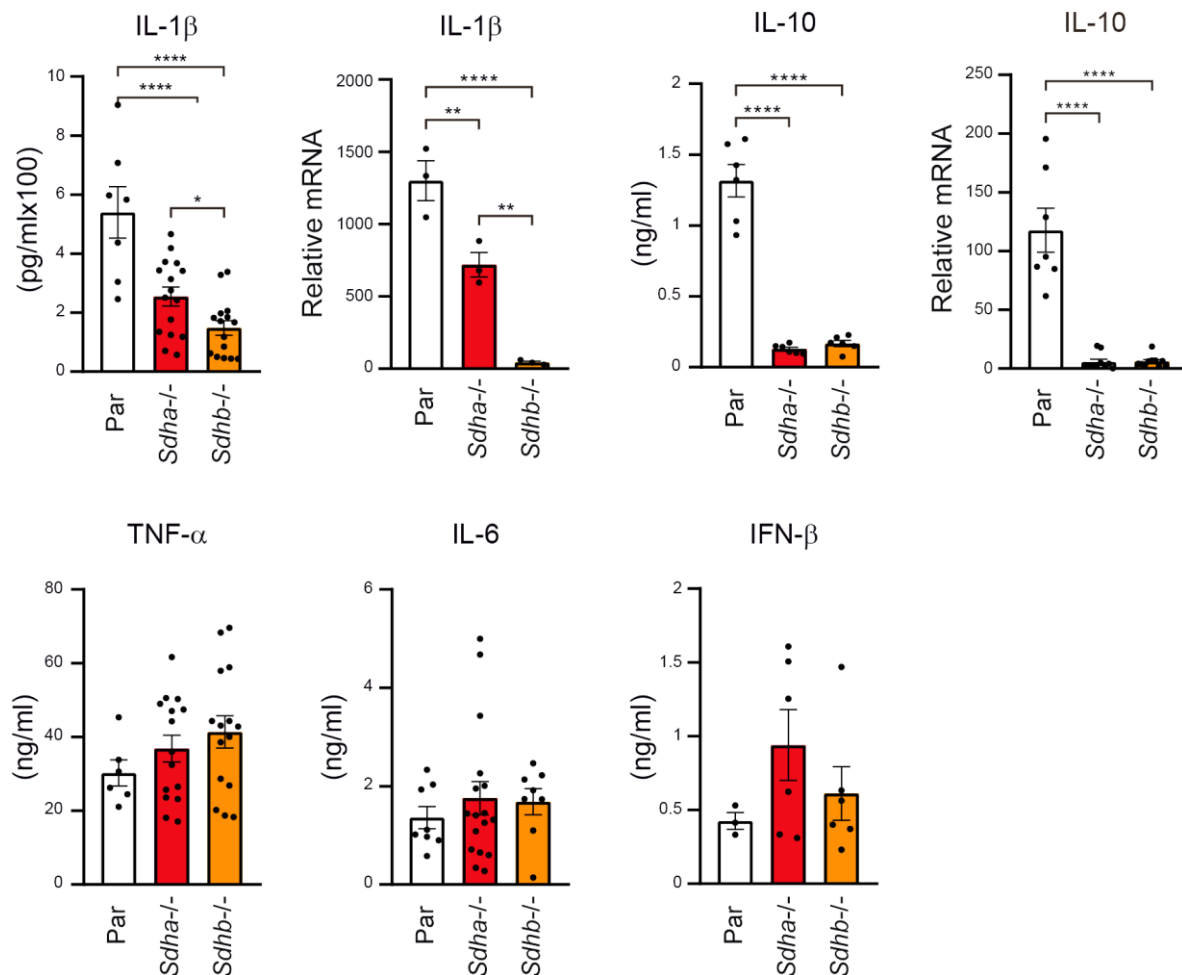 IL-1β
****
****
*
10
8
6
4
2
0
(pg/mlx100)
Par
Sdha-/-
Sdhb-/-
IL-1β
****
**
**
2000
1500
1000
500
0
Relative mRNA
Par
Sdha-/-
Sdhb-/-
IL-10
****
****
2
1.5
1
0.5
0
(ng/ml)
Par
Sdha-/-
Sdhb-/-
IL-10
****
****
250
200
150
100
50
0
Relative mRNA
Par
Sdha-/-
Sdhb-/-
TNF-α
80
60
40
20
0
(ng/ml)
Par
Sdha-/-
Sdhb-/-
IL-6
6
4
2
0
(ng/ml)
Par
Sdha-/-
Sdhb-/-
IFN-β
2
1.5
1
0.5
0
(ng/ml)
Par
Sdha-/-
Sdhb-/-